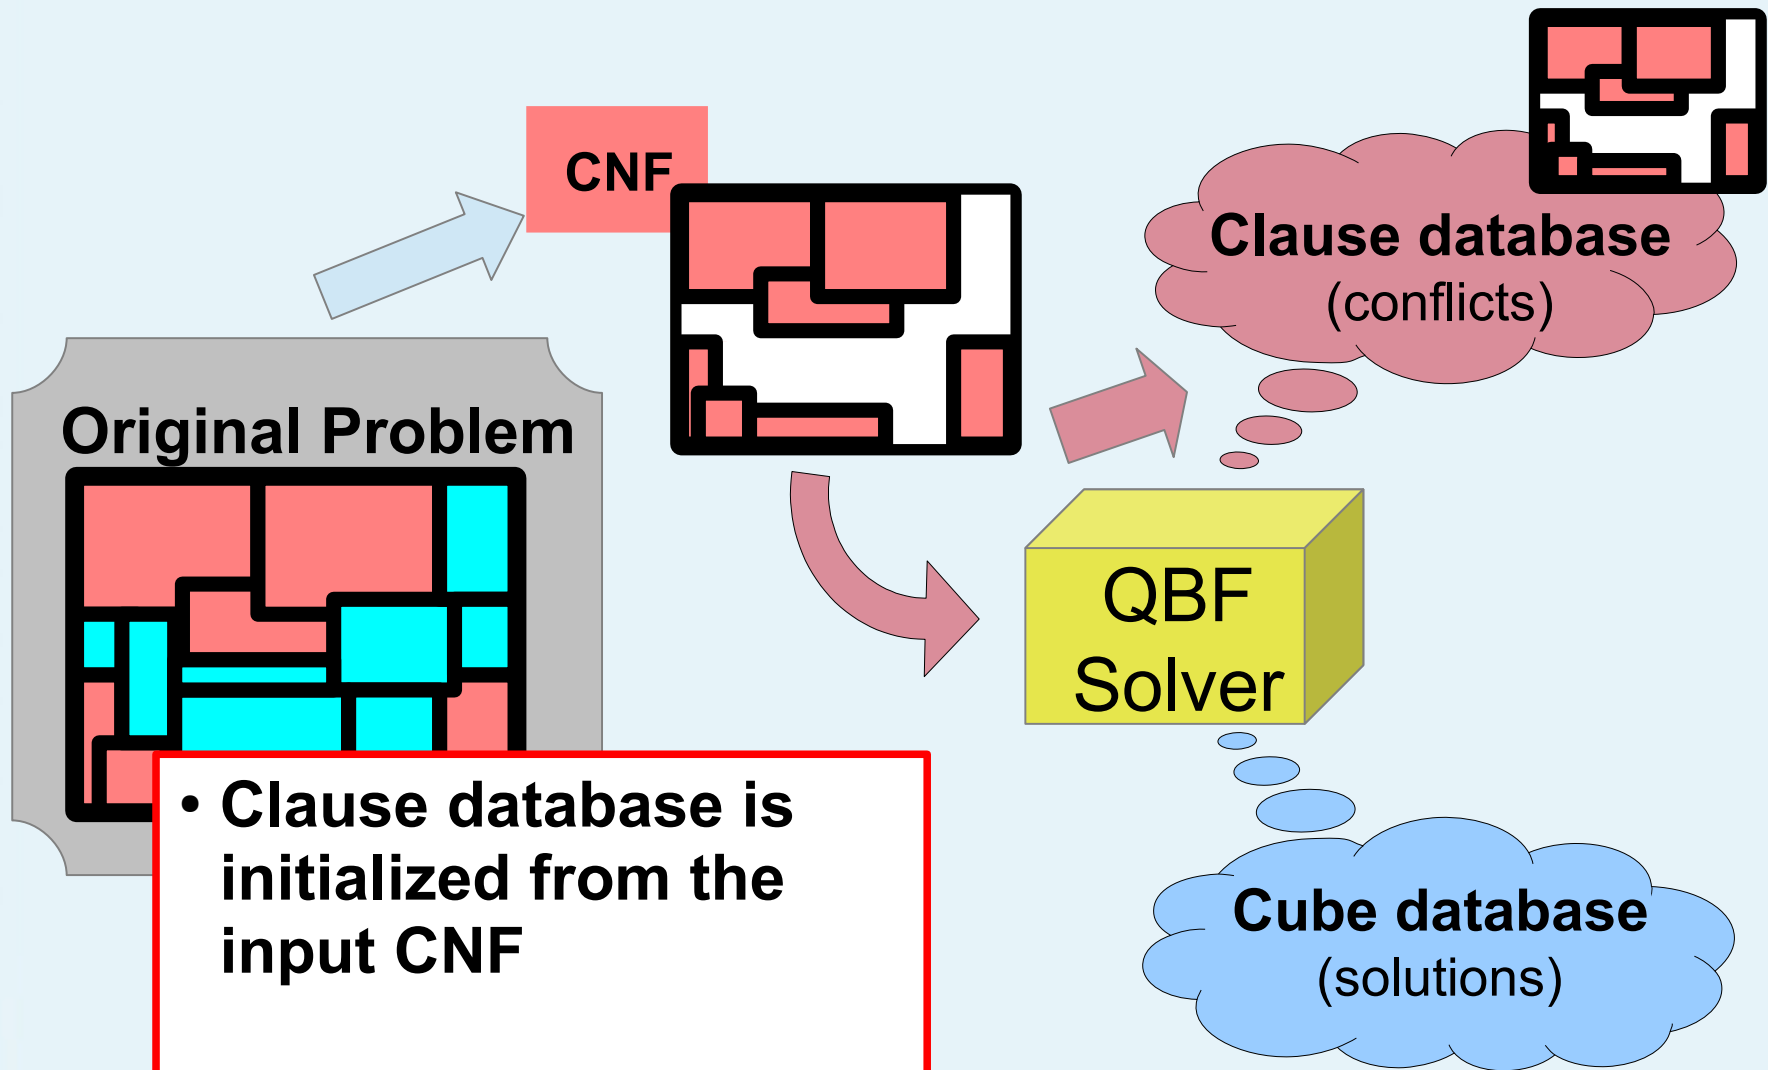 CNF
Clause database
(conflicts)
Original Problem
QBF
Solver
• Clause database is
initialized from the
input CNF
Cube database
(solutions)